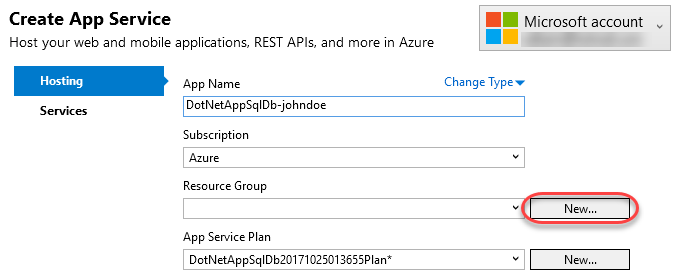 Create App Service
Host your web and mobile applications, REST APIs, and more in Azure
Microsoft account
Hosting
Services
App Name
Change Type
DotNetAppSqlDb-johndoe
Subscription
Azure
Resource Group
New...
App Service Plan
DotNetAppSqlDb20171025013655Plan*
New...